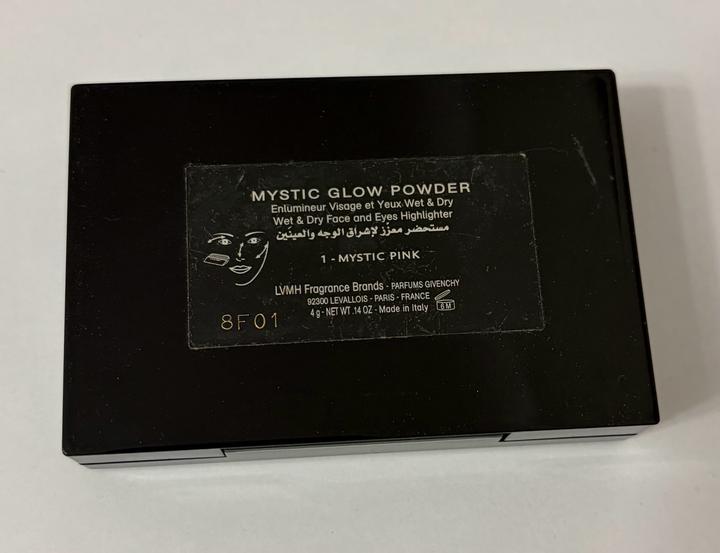 MYSTIC GLOW POWDER
Enlumineur Visage et Yeux Wet & Dry
Wet & Dry Face and Eyes Highlighter
مستحضر معزّز لإشراق الوجه والعينين
1 - MYSTIC PINK
LVMH Fragrance Brands - PARFUMS GIVENCHY
92300 LEVALLOIS - PARIS - FRANCE
4 g - NET WT .14 OZ - Made in Italy 6 M
8F01